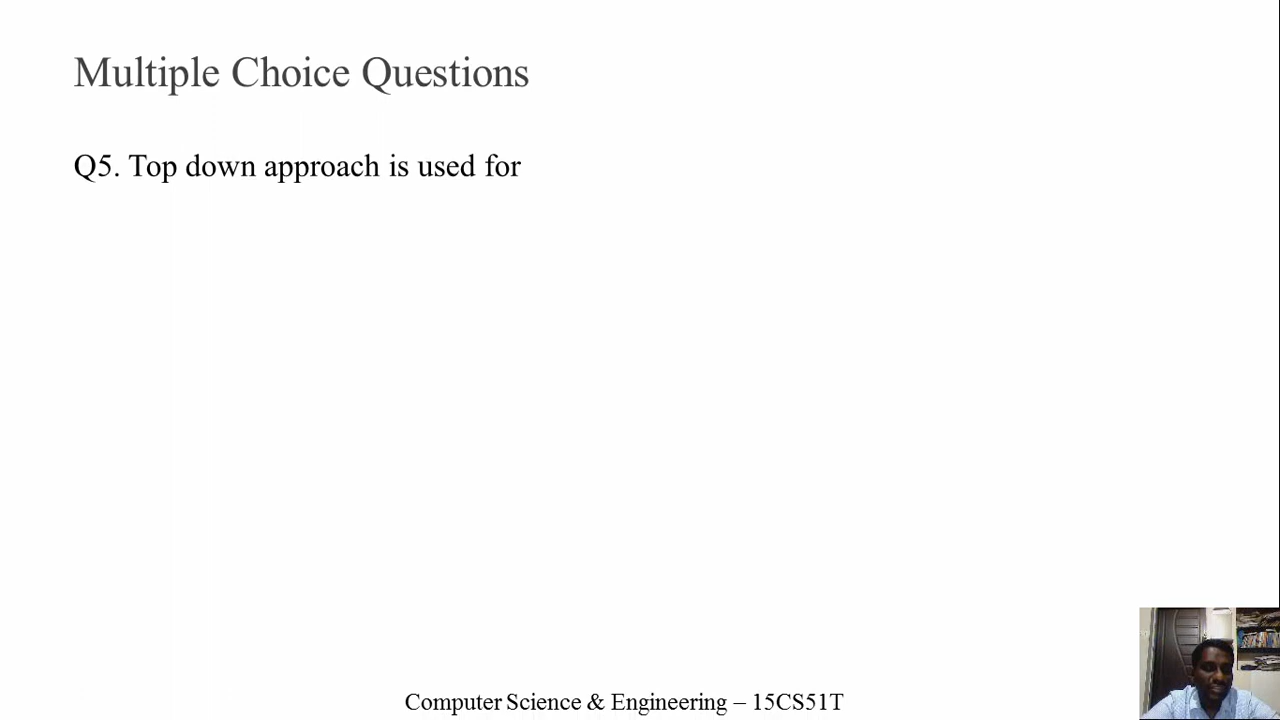 Multiple Choice Questions
Q5. Top down approach is used for
Computer Science & Engineering – 15CS51T